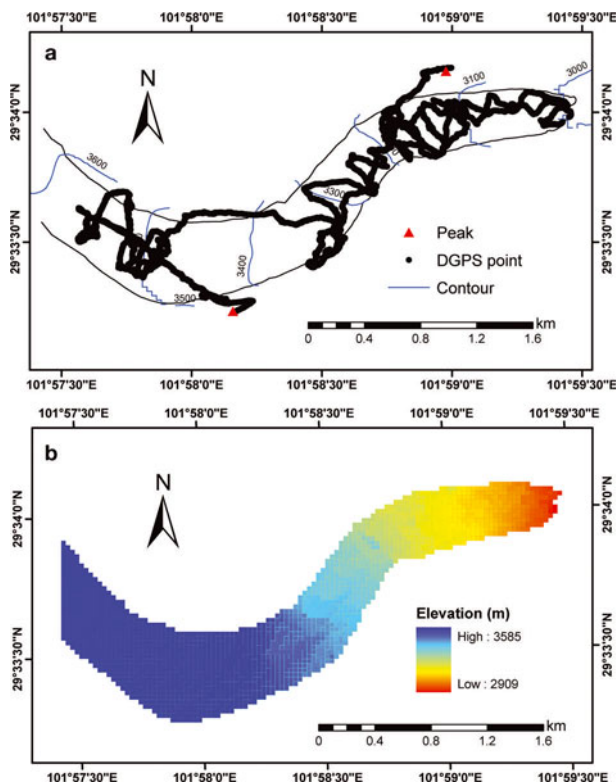 101°57'30"E 101°58'0"E 101°58'30"E 101°59'0"E 101°59'30"E
a
N
3100
3000
29°34'0"N 29°34'0"N
3600
3300
29°33'30"N 29°33'30"N
3400
3500
Peak
DGPS point
Contour
km
0 0.4 0.8 1.2 1.6
101°57'30"E 101°58'0"E 101°58'30"E 101°59'0"E 101°59'30"E
101°57'30"E 101°58'0"E 101°58'30"E 101°59'0"E 101°59'30"E
b
N
29°34'0"N 29°34'0"N
Elevation (m)
High : 3585
Low : 2909
29°33'30"N 29°33'30"N
km
0 0.4 0.8 1.2 1.6
101°57'30"E 101°58'0"E 101°58'30"E 101°59'0"E 101°59'30"E